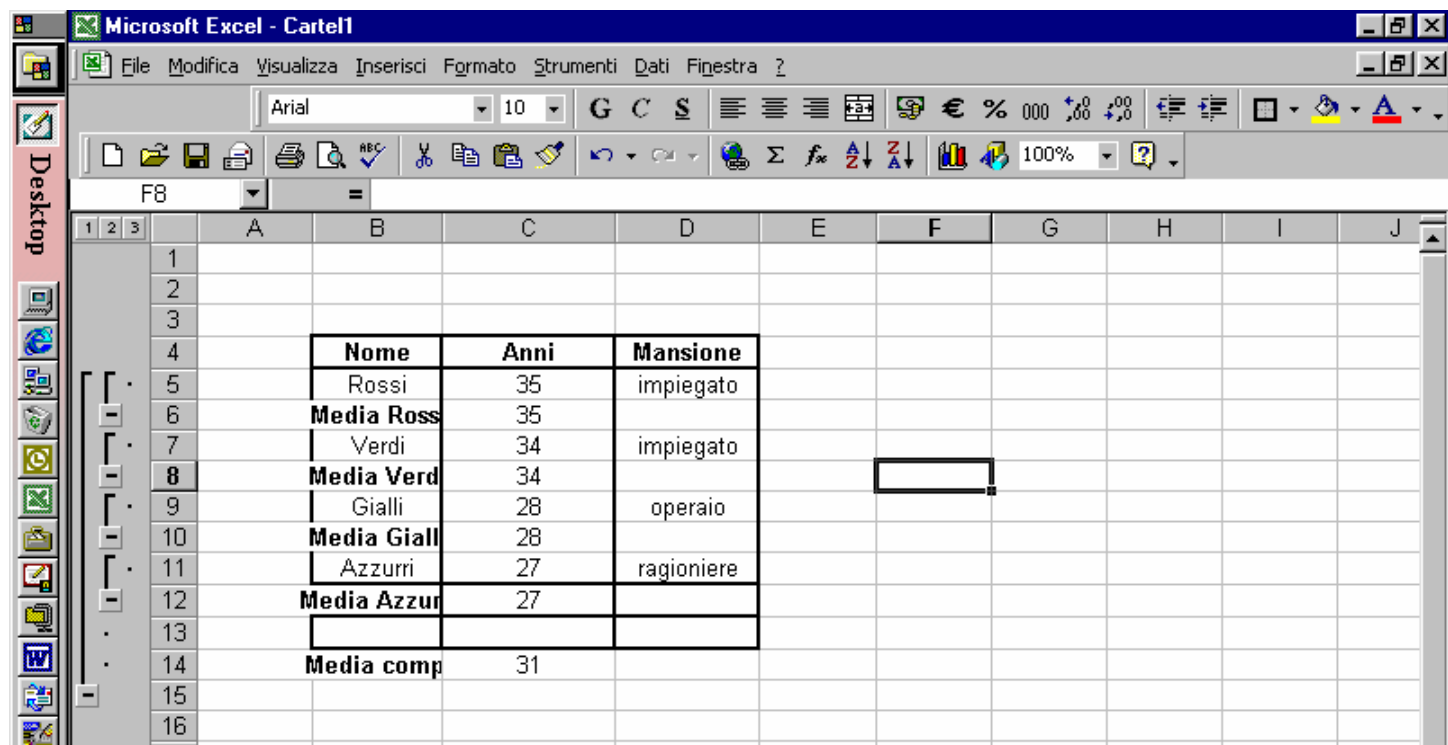 Microsoft Excel - Cartel1
File Modifica Visualizza Inserisci Formato Strumenti Dati Finestra ?
Arial 10 G C S € % 000
ABC Σ fx 100% ?
Desktop
F8 =
1 2 3 A B C D E F G H I J
1
2
3
4 Nome Anni Mansione
5 Rossi 35 impiegato
6 Media Ross 35
7 Verdi 34 impiegato
8 Media Verd 34
9 Gialli 28 operaio
10 Media Giall 28
11 Azzurri 27 ragioniere
12 Media Azzur 27
13
14 Media comp 31
15
16